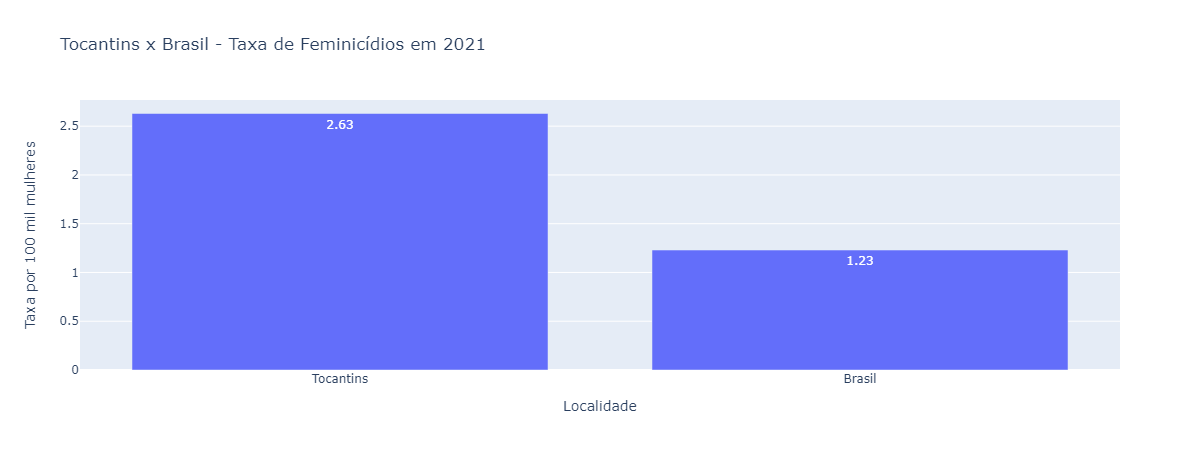 Tocantins x Brasil - Taxa de Feminicídios em 2021
Taxa por 100 mil mulheres
2.5
2
1.5
1
0.5
0
2.63
1.23
Tocantins
Brasil
Localidade